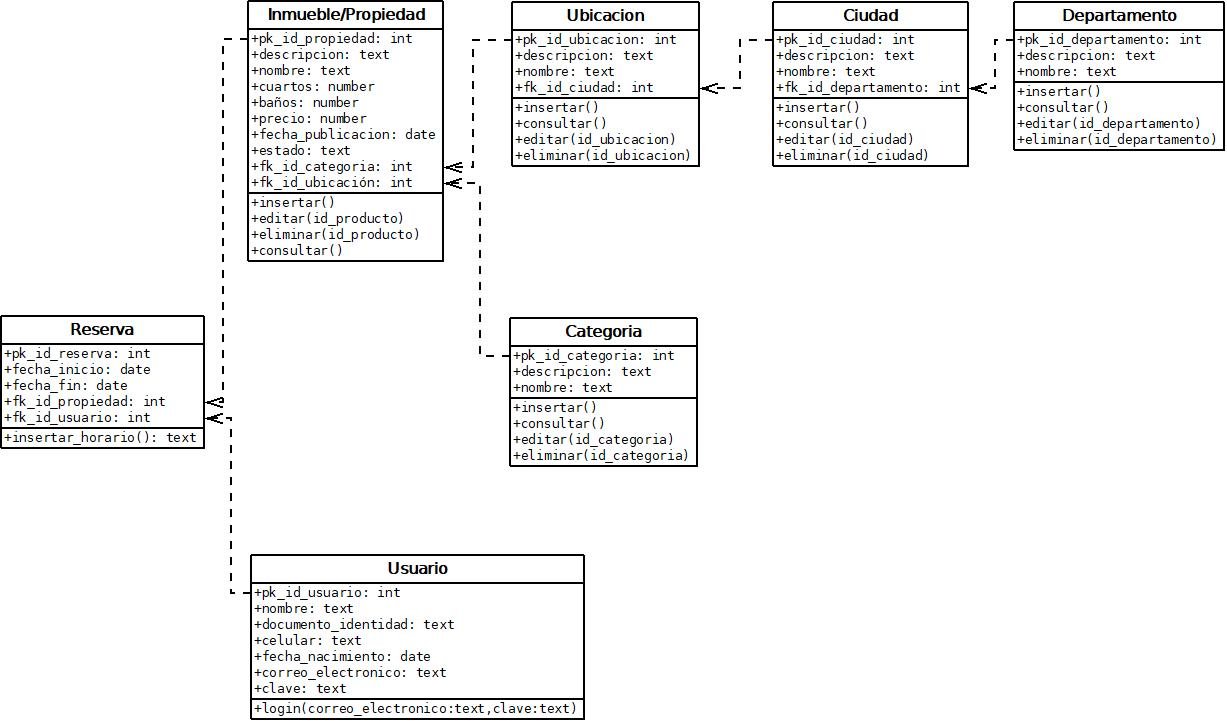 Inmueble/Propiedad
+pk_id_propiedad: int
+descripcion: text
+nombre: text
+cuartos: number
+baños: number
+precio: number
+fecha_publicacion: date
+estado: text
+fk_id_categoria: int
+fk_id_ubicación: int
+insertar()
+editar(id_producto)
+eliminar(id_producto)
+consultar()
Ubicacion
+pk_id_ubicacion: int
+descripcion: text
+nombre: text
+fk_id_ciudad: int
+insertar()
+consultar()
+editar(id_ubicacion)
+eliminar(id_ubicacion)
Ciudad
+pk_id_ciudad: int
+descripcion: text
+nombre: text
+fk_id_departamento: int
+insertar()
+consultar()
+editar(id_ciudad)
+eliminar(id_ciudad)
Departamento
+pk_id_departamento: int
+descripcion: text
+nombre: text
+insertar()
+consultar()
+editar(id_departamento)
+eliminar(id_departamento)
Reserva
+pk_id_reserva: int
+fecha_inicio: date
+fecha_fin: date
+fk_id_propiedad: int
+fk_id_usuario: int
+insertar_horario(): text
Categoria
+pk_id_categoria: int
+descripcion: text
+nombre: text
+insertar()
+consultar()
+editar(id_categoria)
+eliminar(id_categoria)
Usuario
+pk_id_usuario: int
+nombre: text
+documento_identidad: text
+celular: text
+fecha_nacimiento: date
+correo_electronico: text
+clave: text
+login(correo_electronico:text,clave:text)